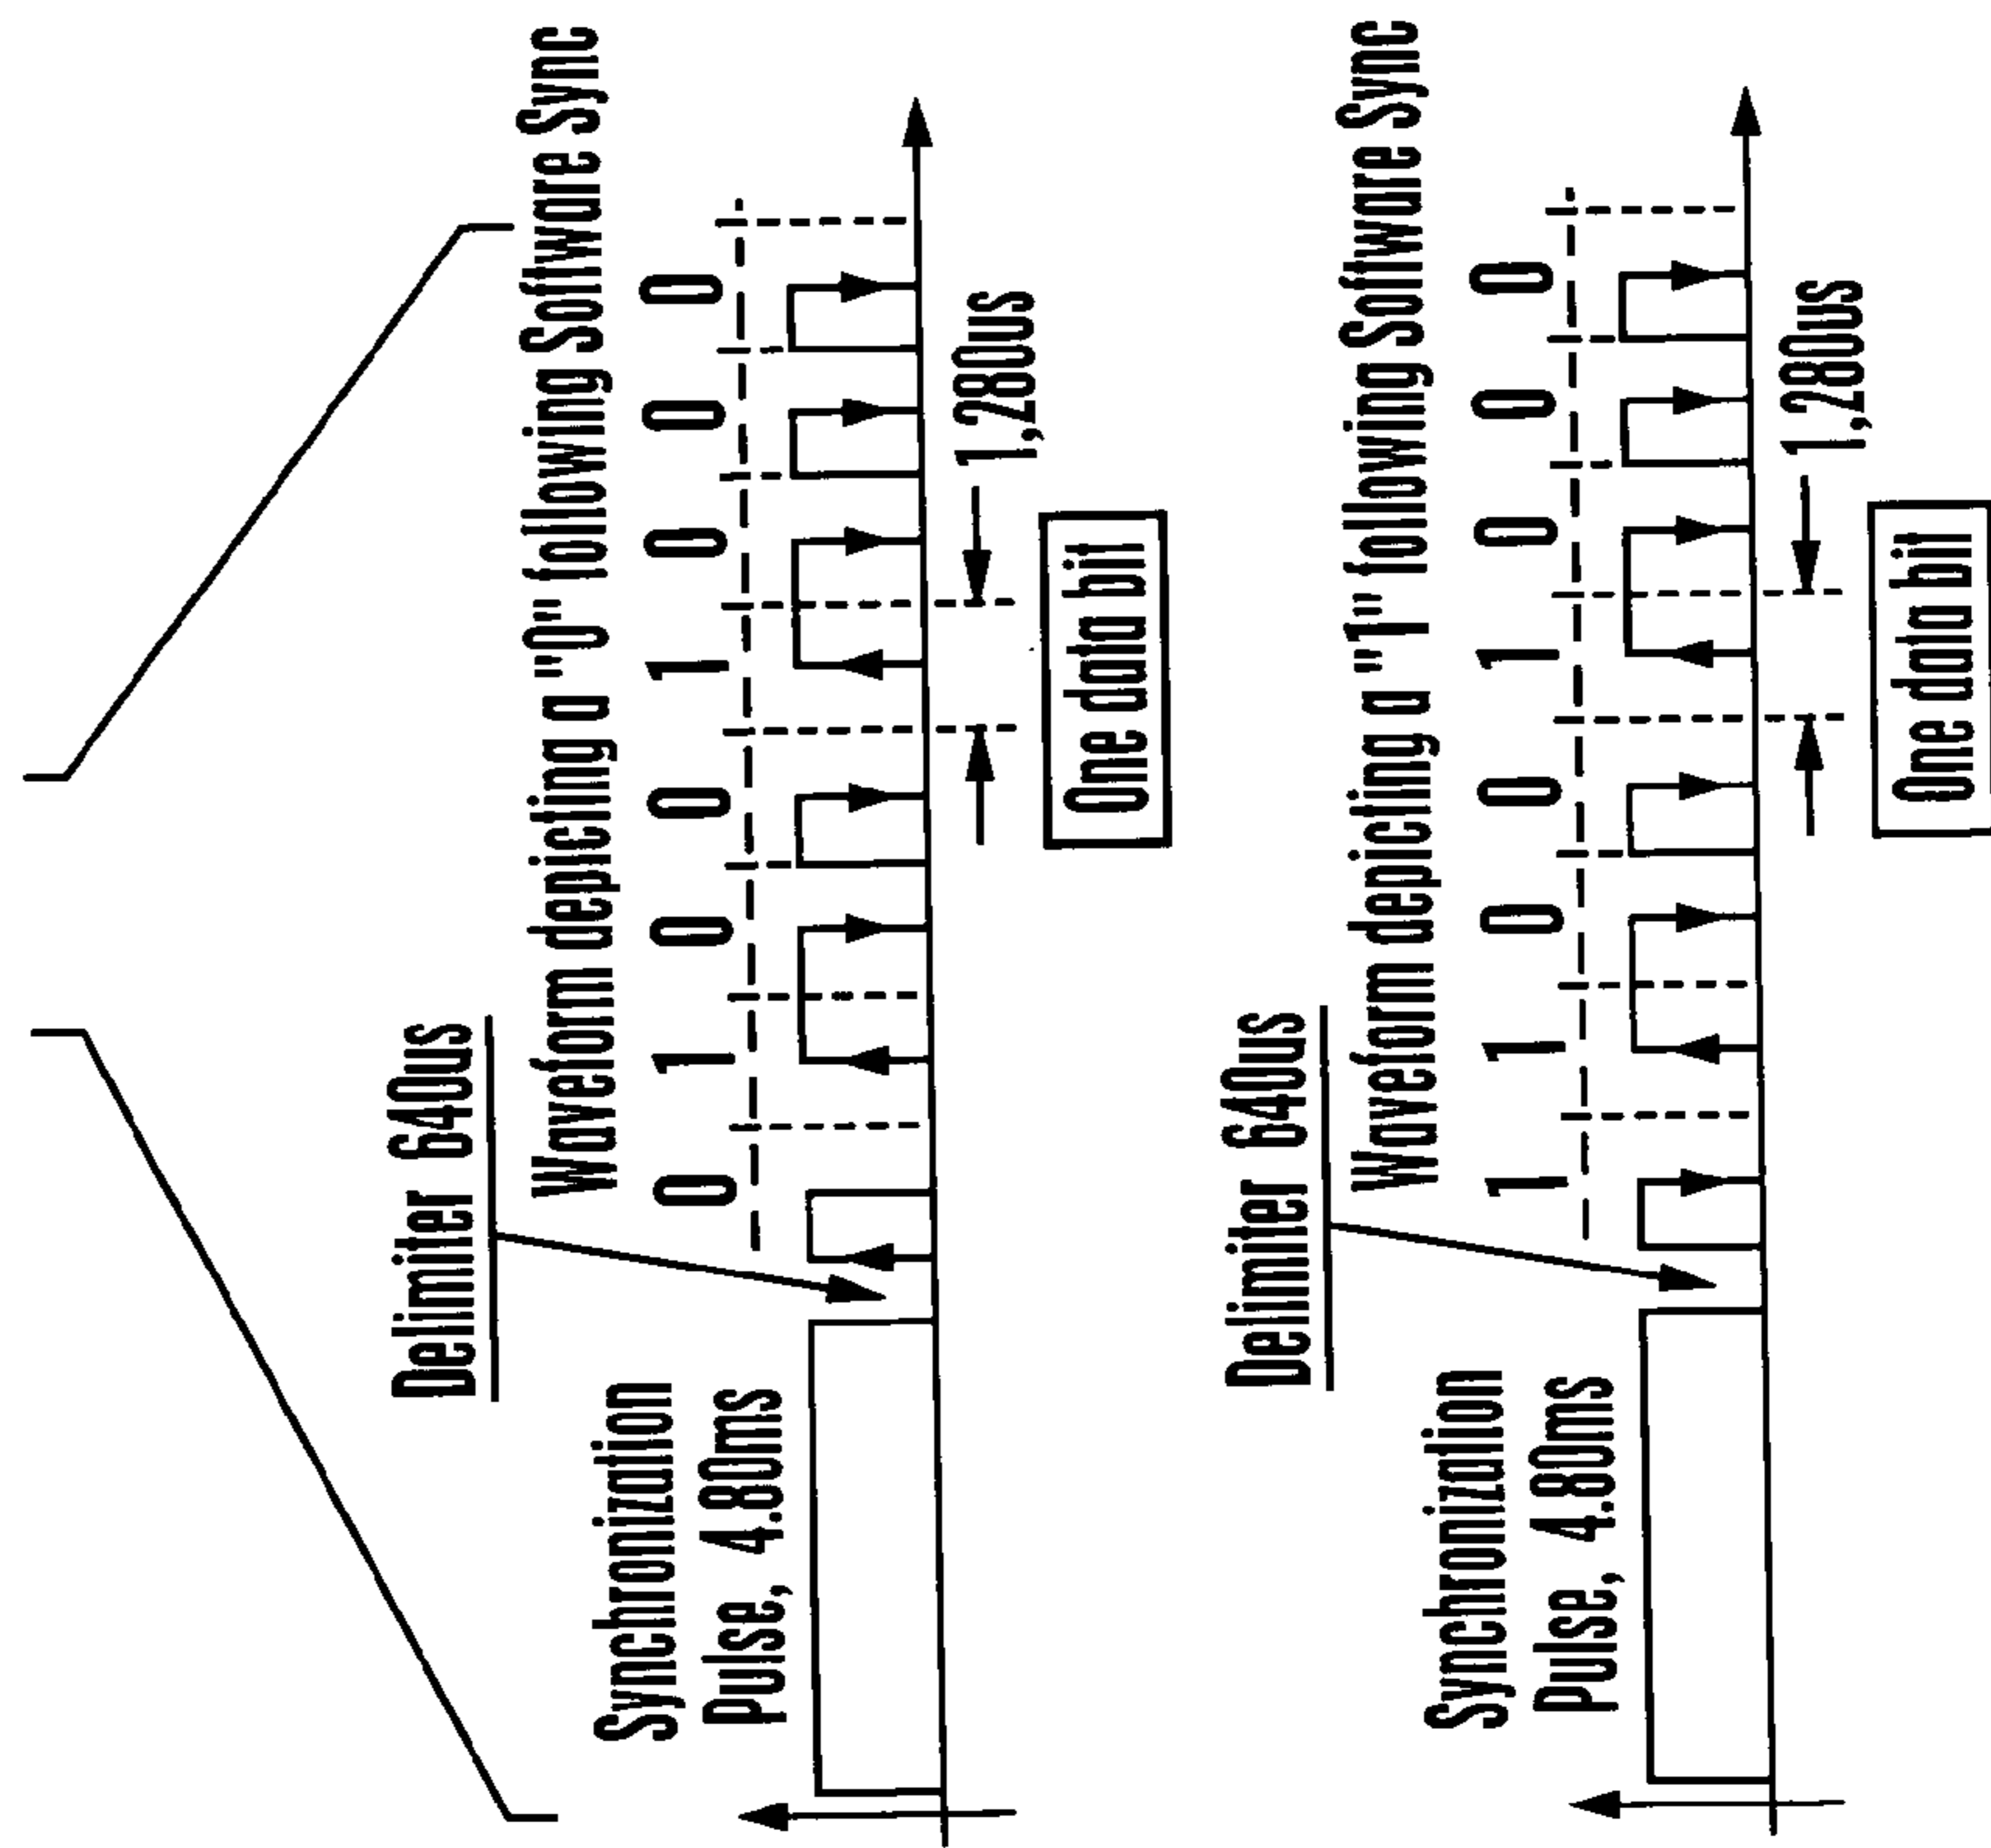 Delimiter 640us
Waveform depicting a "0" following Software Sync
Synchronization
pulse, 4.80ms
0 1 0 0 1 0 0 0
1,280us
One data bit
Delimiter 640us
Waveform depicting a "1" following Software Sync
Synchronization
pulse, 4.80ms
1 1 0 0 1 0 0 0
1,280us
One data bit